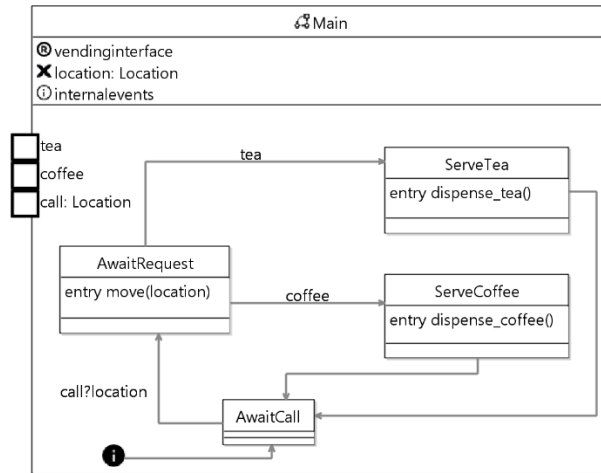 Main
R vendinginterface
X location: Location
i internalevents
tea
coffee
call: Location
tea
ServeTea
entry dispense_tea()
AwaitRequest
entry move(location)
coffee
ServeCoffee
entry dispense_coffee()
call?location
AwaitCall
i